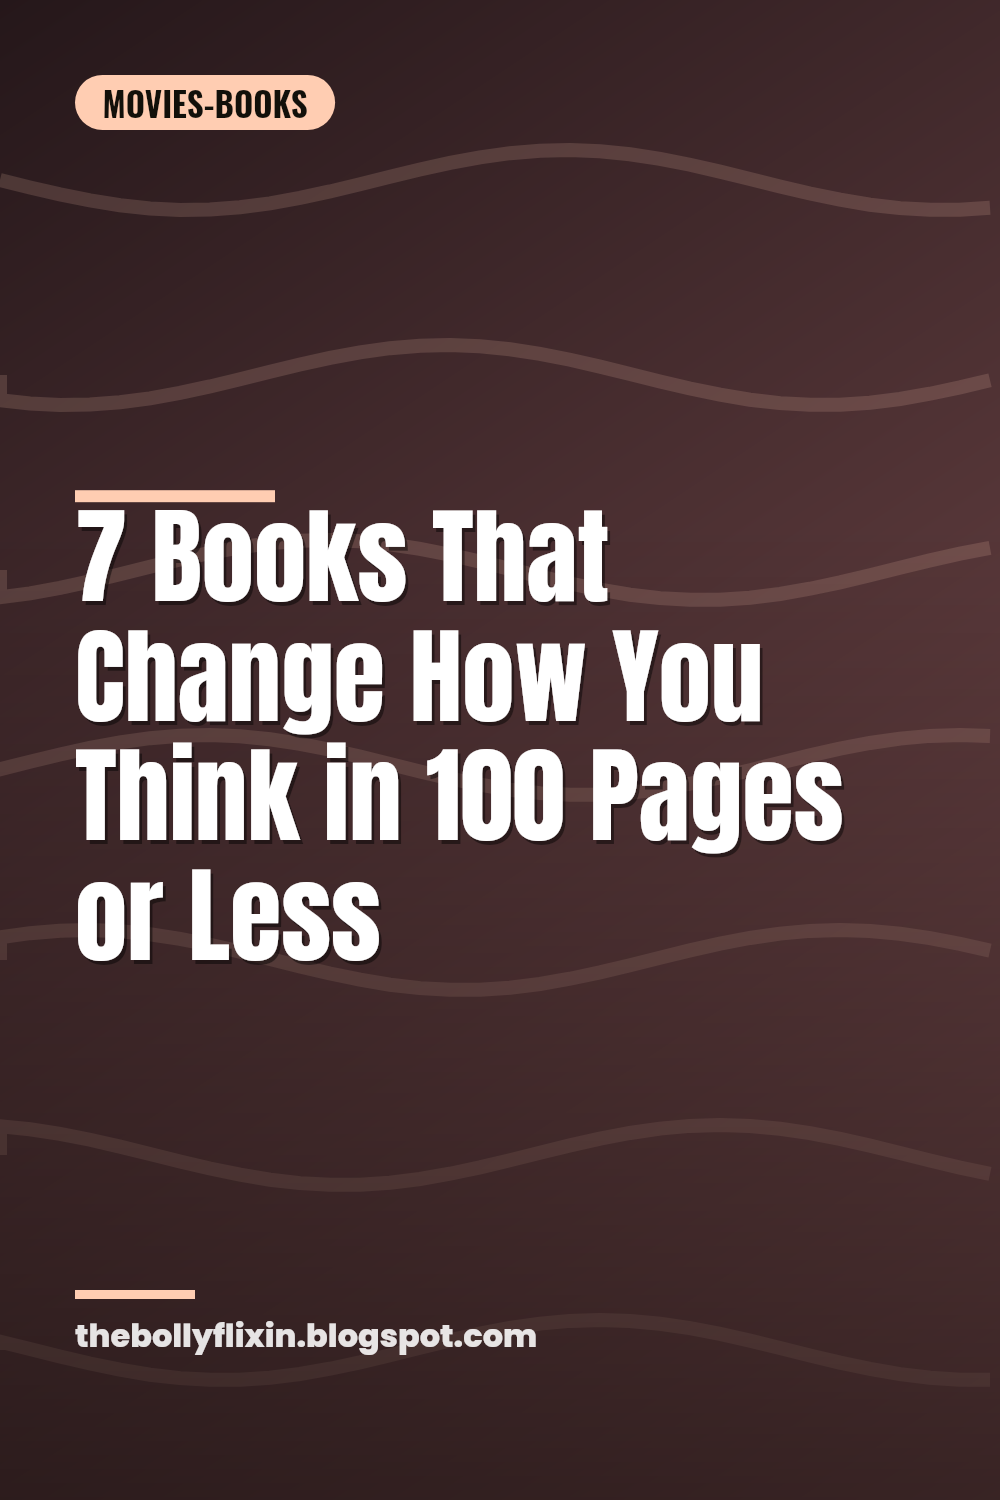 MOVIES-BOOKS
7 Books That
Change How You
Think in 100 Pages
or Less
thebollyflixin.blogspot.com